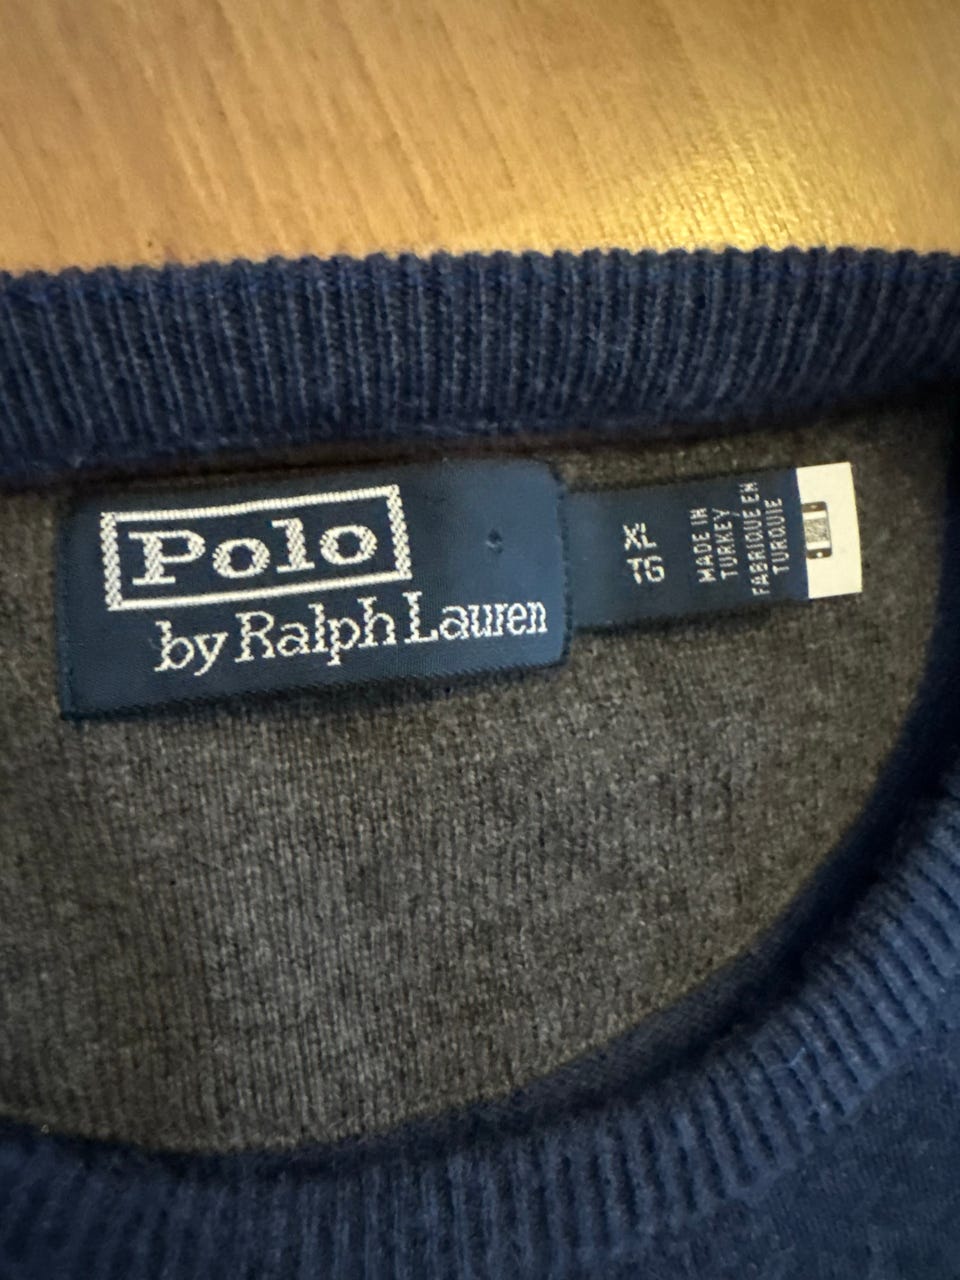 Polo
by Ralph Lauren
XL
TG
MADE IN
TURKEY/
FABRIQUE EN
TURQUIE